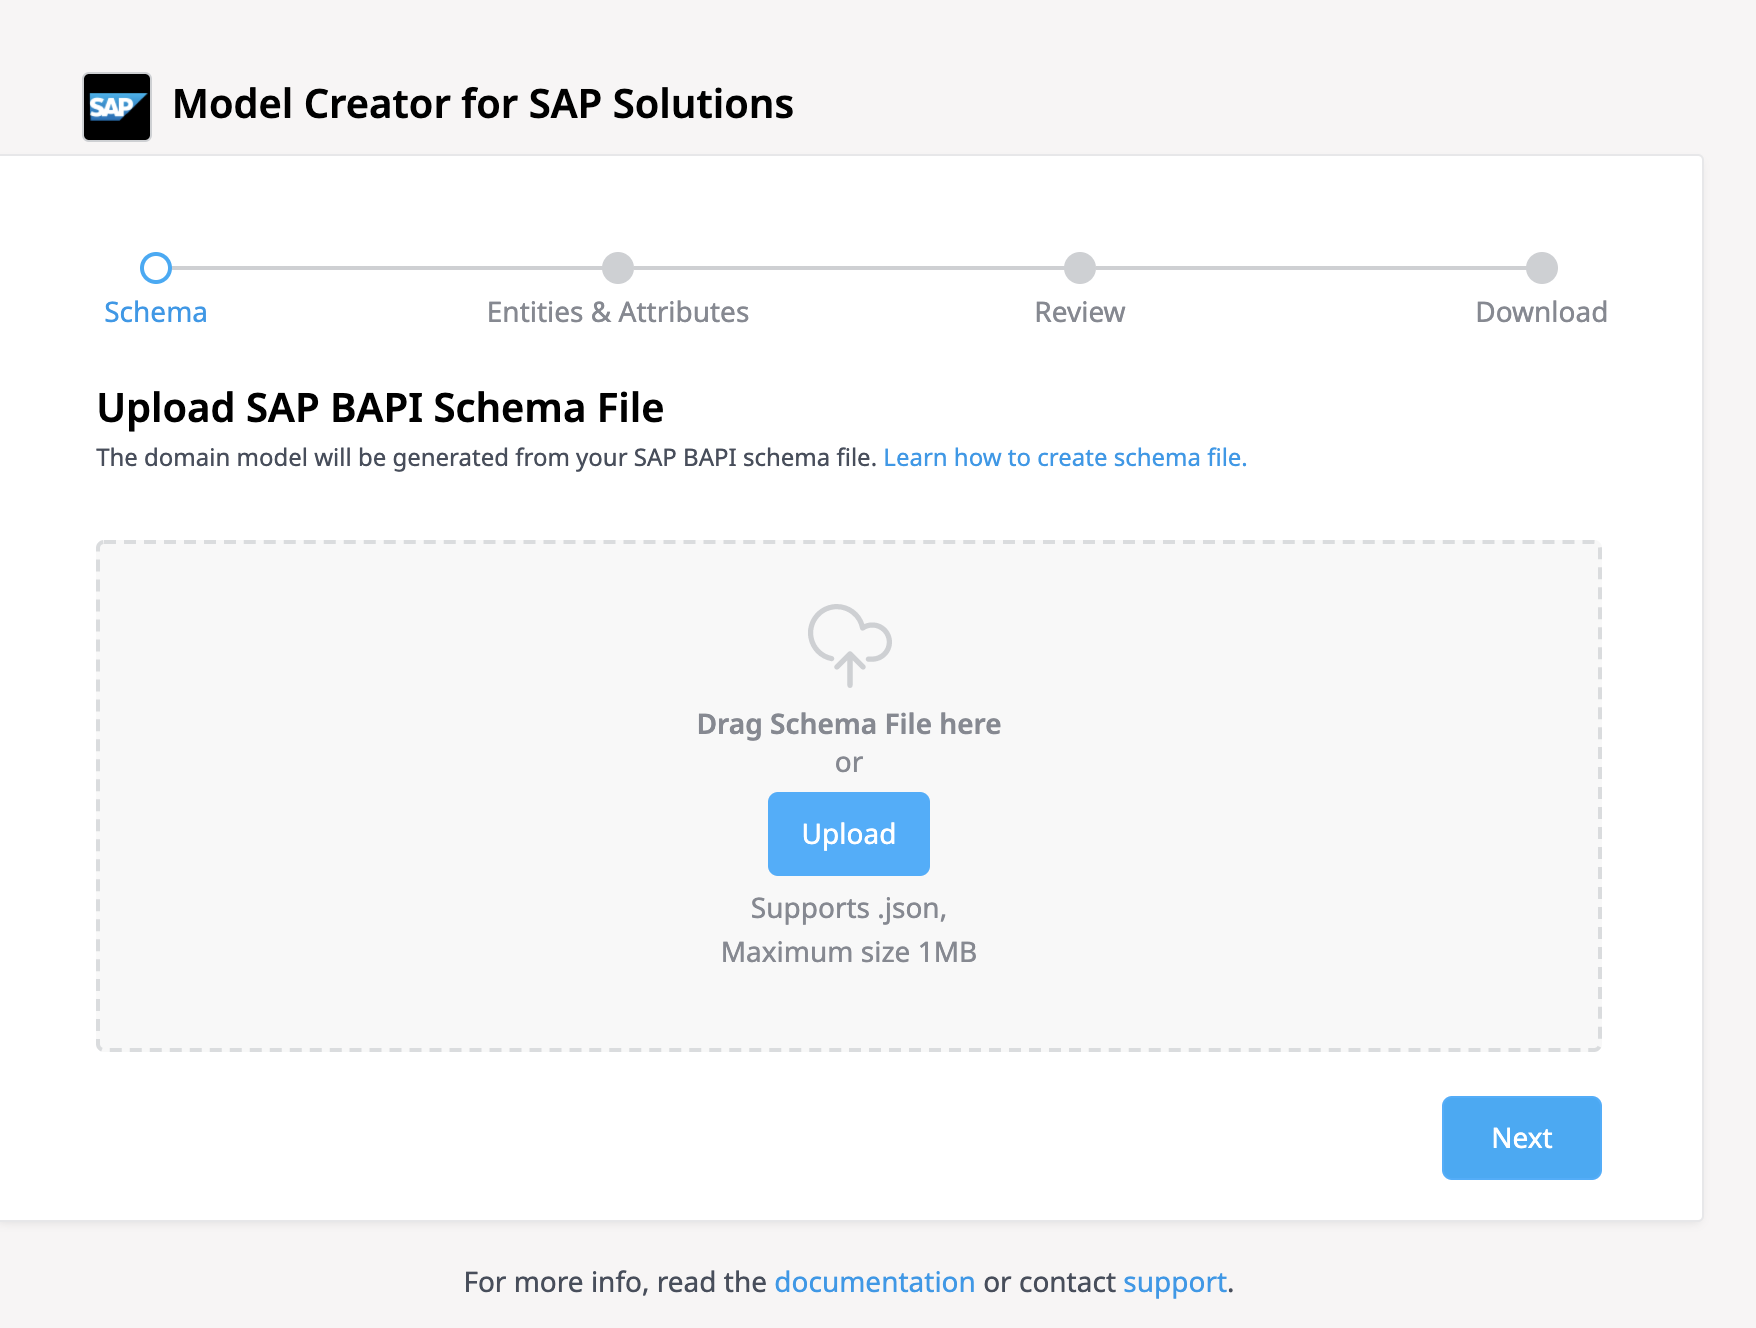 SAP
Model Creator for SAP Solutions
Schema
Entities & Attributes
Review
Download
Upload SAP BAPI Schema File
The domain model will be generated from your SAP BAPI schema file. Learn how to create schema file.
Drag Schema File here
or
Upload
Supports .json,
Maximum size 1MB
Next
For more info, read the documentation or contact support.